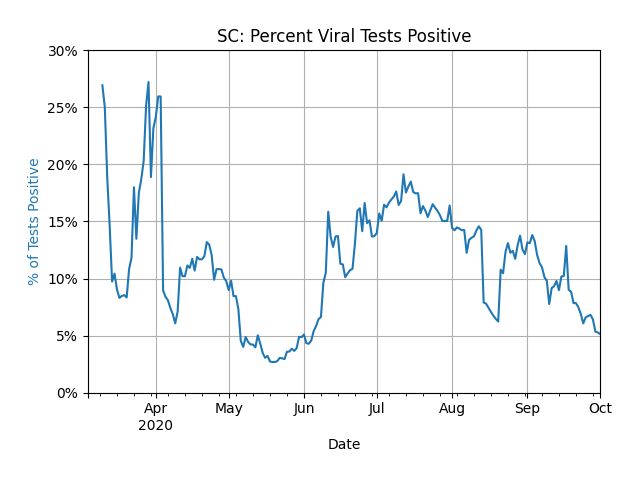 SC: Percent Viral Tests Positive
30%
25%
20%
15%
10%
5%
0%
% of Tests Positive
Apr
2020
May
Jun
Jul
Aug
Sep
Oct
Date